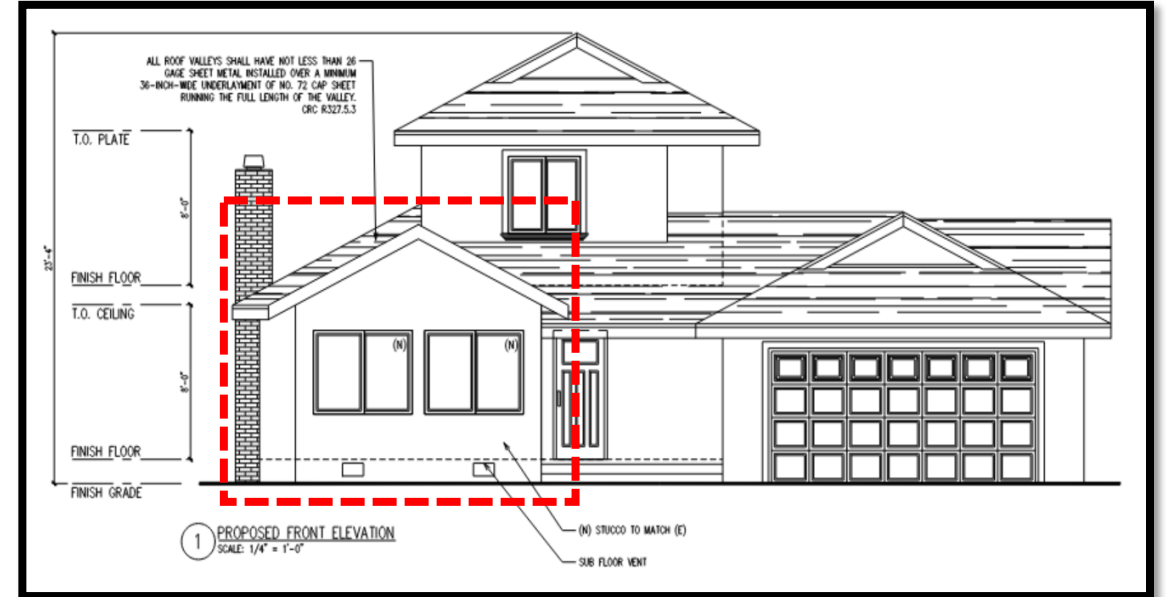 ALL ROOF VALLEYS SHALL HAVE NOT LESS THAN 26
GAGE SHEET METAL INSTALLED OVER A MINIMUM
36-INCH-WIDE UNDERLAYMENT OF NO. 72 CAP SHEET
RUNNING THE FULL LENGTH OF THE VALLEY.
CRC R327.5.3
T.O. PLATE
8'-0"
23'-4"
FINISH FLOOR
T.O. CEILING
(N)
(N)
8'-0"
FINISH FLOOR
FINISH GRADE
(N) STUCCO TO MATCH (E)
1 PROPOSED FRONT ELEVATION
SCALE: 1/4" = 1'-0"
SUB FLOOR VENT